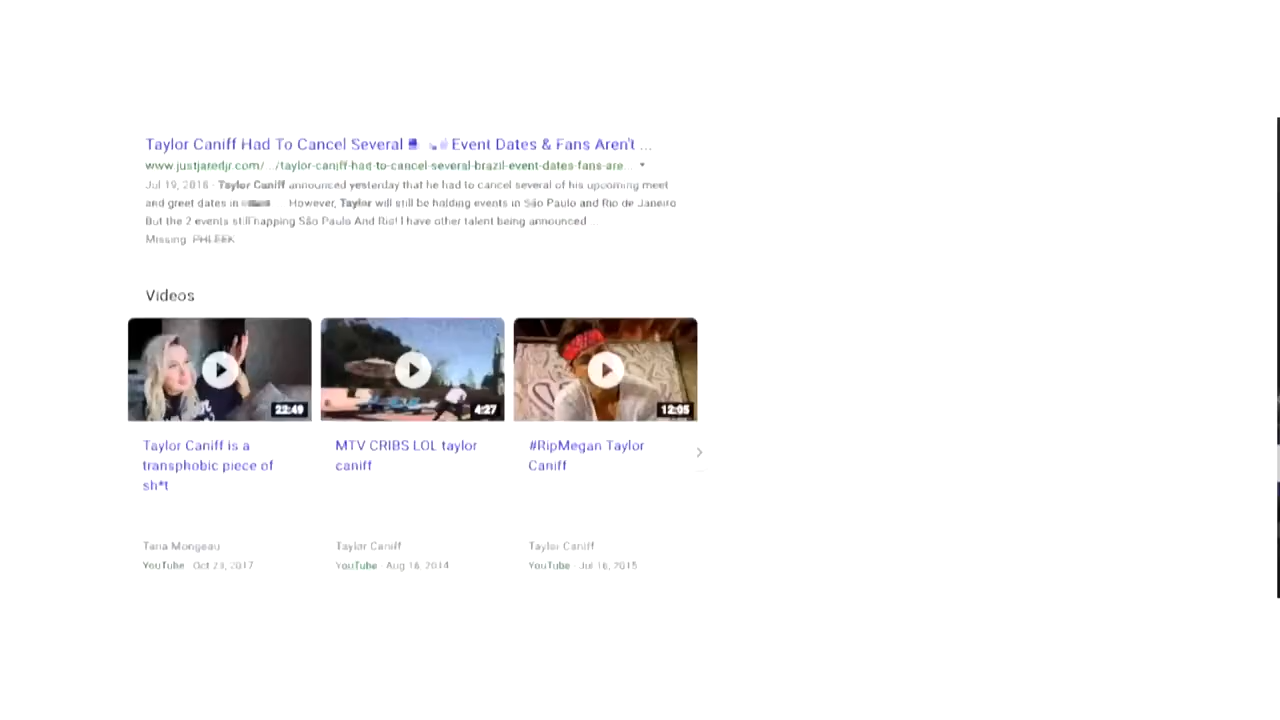 Taylor Caniff Had To Cancel Several Event Dates & Fans Aren't ...
www.justjaredjr.com/.../taylor-caniff-had-to-cancel-several-brazil-event-dates-fans-are...
Jul 19, 2016 - Taylor Caniff announced yesterday that he had to cancel several of his upcoming meet
and greet dates in However, Taylor will still be holding events in São Paulo and Rio de Janeiro
But the 2 events still happing São Paulo And Rio! I have other talent being announced ...
Missing
Videos
22:49
4:27
12:05
Taylor Caniff is a
transphobic piece of
sh*t
MTV CRIBS LOL taylor
caniff
#RipMegan Taylor
Caniff
Tana Mongeau
Taylor Caniff
Taylor Caniff
YouTube · Oct 23, 2017
YouTube · Aug 16, 2014
YouTube · Jul 16, 2015